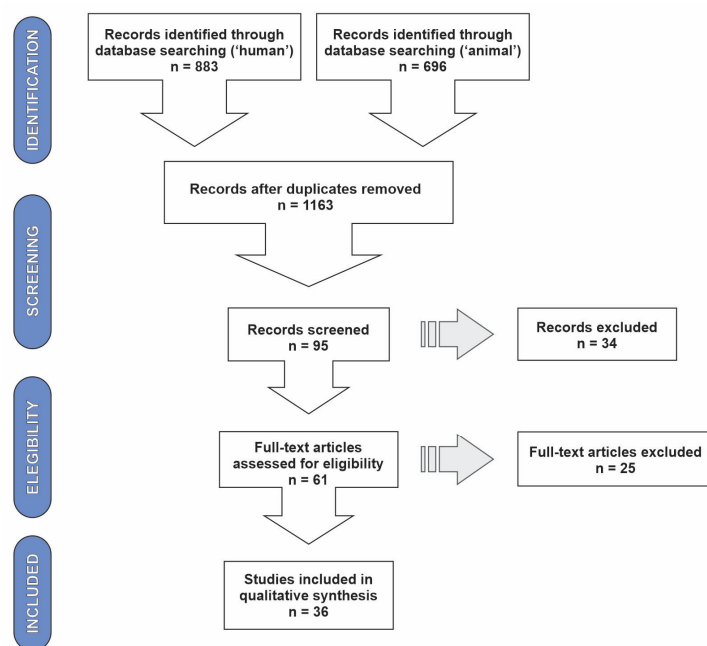 IDENTIFICATION
Records identified through
database searching (‘human’)
n = 883
Records identified through
database searching (‘animal’)
n = 696
SCREENING
Records after duplicates removed
n = 1163
Records screened
n = 95
Records excluded
n = 34
ELEGIBILITY
Full-text articles
assessed for eligibility
n = 61
Full-text articles excluded
n = 25
INCLUDED
Studies included in
qualitative synthesis
n = 36